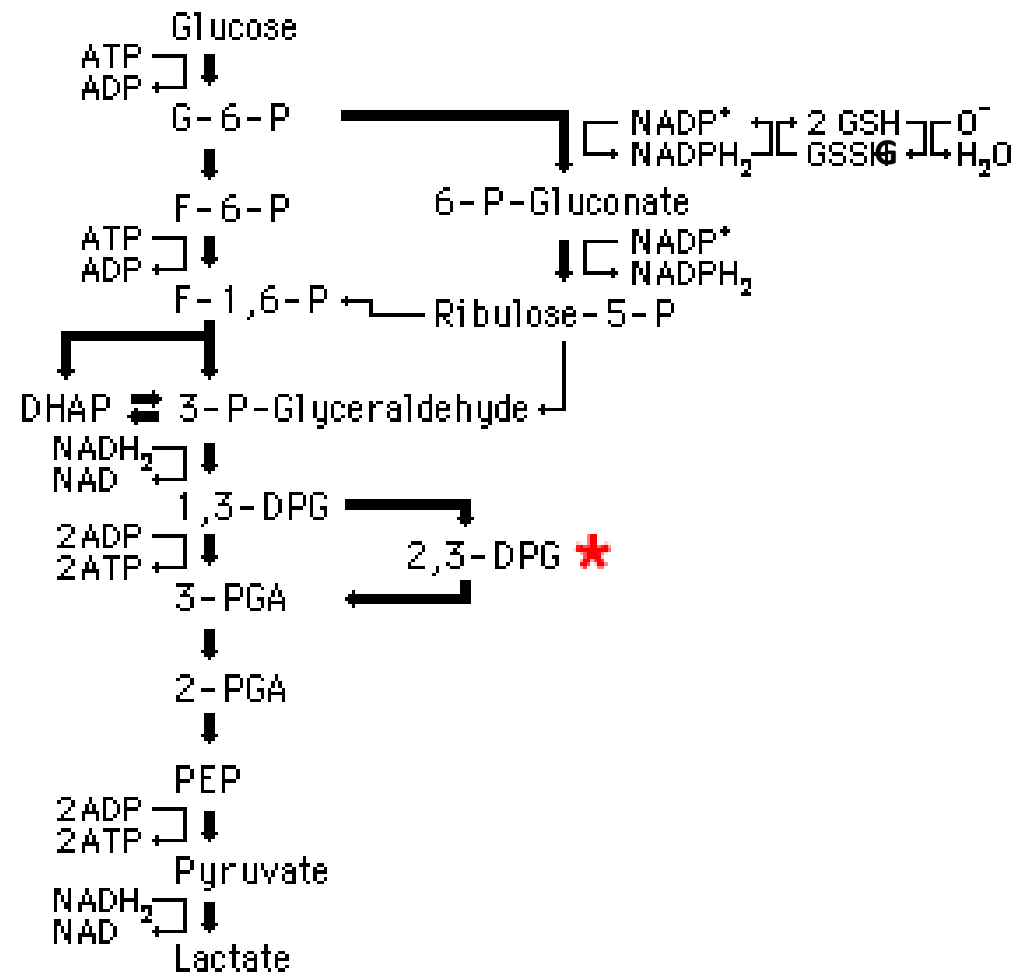 Glucose
ATP
ADP
G-6-P
NADP⁺ 2 GSH O⁻
NADPH₂ GSSG H₂O
F-6-P
6-P-Gluconate
ATP
ADP
NADP⁺
NADPH₂
F-1,6-P
Ribulose-5-P
DHAP
3-P-Glyceraldehyde
NADH₂
NAD
1,3-DPG
2ADP
2ATP
2,3-DPG *
3-PGA
2-PGA
PEP
2ADP
2ATP
Pyruvate
NADH₂
NAD
Lactate